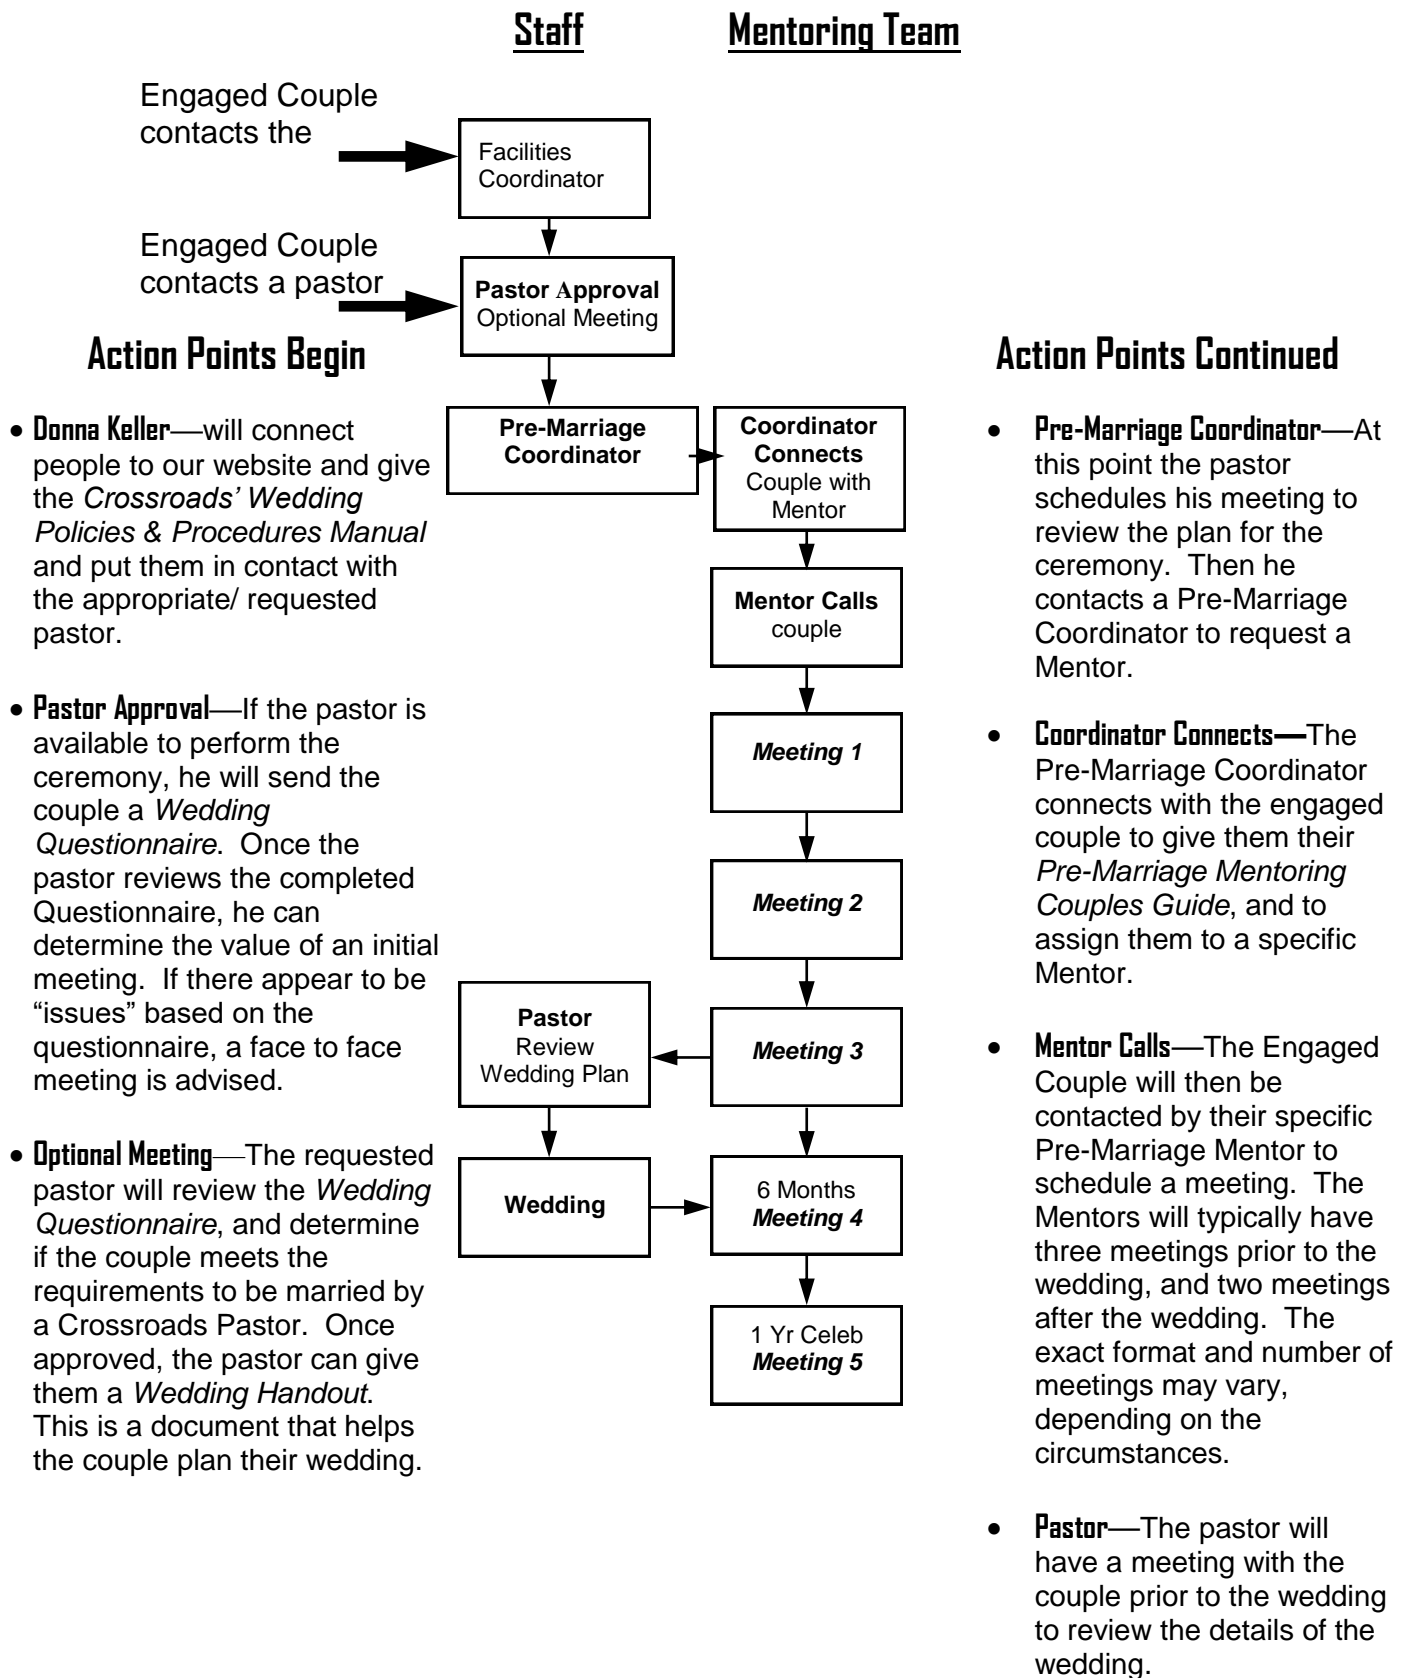 Staff
Mentoring Team
Engaged Couple
contacts the
Facilities
Coordinator
Engaged Couple
contacts a pastor
Pastor Approval
Optional Meeting
Action Points Begin
• Donna Keller—will connect
people to our website and give
the Crossroads’ Wedding
Policies & Procedures Manual
and put them in contact with
the appropriate/ requested
pastor.
• Pastor Approval—If the pastor is
available to perform the
ceremony, he will send the
couple a Wedding
Questionnaire. Once the
pastor reviews the completed
Questionnaire, he can
determine the value of an initial
meeting. If there appear to be
“issues” based on the
questionnaire, a face to face
meeting is advised.
• Optional Meeting—The requested
pastor will review the Wedding
Questionnaire, and determine
if the couple meets the
requirements to be married by
a Crossroads Pastor. Once
approved, the pastor can give
them a Wedding Handout.
This is a document that helps
the couple plan their wedding.
Pre-Marriage
Coordinator
Coordinator
Connects
Couple with
Mentor
Mentor Calls
couple
Meeting 1
Meeting 2
Meeting 3
Pastor
Review
Wedding Plan
Wedding
6 Months
Meeting 4
1 Yr Celeb
Meeting 5
Action Points Continued
• Pre-Marriage Coordinator—At
this point the pastor
schedules his meeting to
review the plan for the
ceremony. Then he
contacts a Pre-Marriage
Coordinator to request a
Mentor.
• Coordinator Connects—The
Pre-Marriage Coordinator
connects with the engaged
couple to give them their
Pre-Marriage Mentoring
Couples Guide, and to
assign them to a specific
Mentor.
• Mentor Calls—The Engaged
Couple will then be
contacted by their specific
Pre-Marriage Mentor to
schedule a meeting. The
Mentors will typically have
three meetings prior to the
wedding, and two meetings
after the wedding. The
exact format and number of
meetings may vary,
depending on the
circumstances.
• Pastor—The pastor will
have a meeting with the
couple prior to the wedding
to review the details of the
wedding.